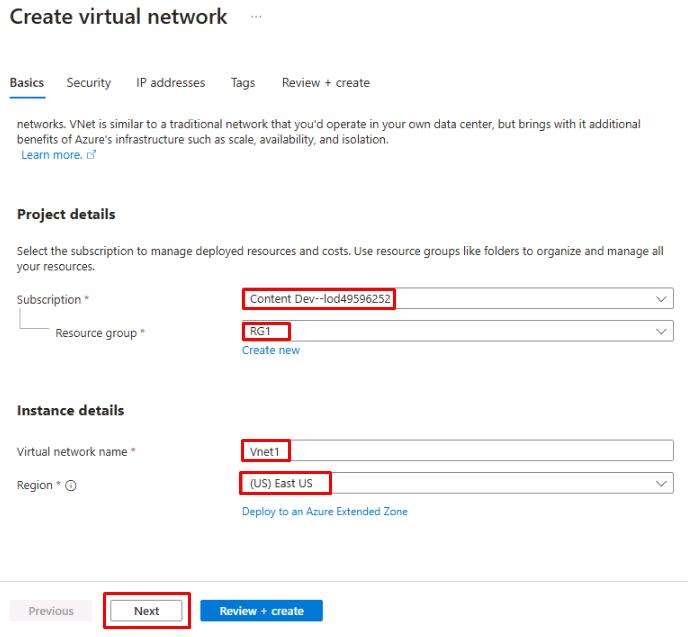 Create virtual network ...
Basics Security IP addresses Tags Review + create
networks. VNet is similar to a traditional network that you'd operate in your own data center, but brings with it additional
benefits of Azure's infrastructure such as scale, availability, and isolation.
Learn more.
Project details
Select the subscription to manage deployed resources and costs. Use resource groups like folders to organize and manage all
your resources.
Subscription * Content Dev--lod49596252
Resource group * RG1
Create new
Instance details
Virtual network name * Vnet1
Region * (US) East US
Deploy to an Azure Extended Zone
Previous Next Review + create